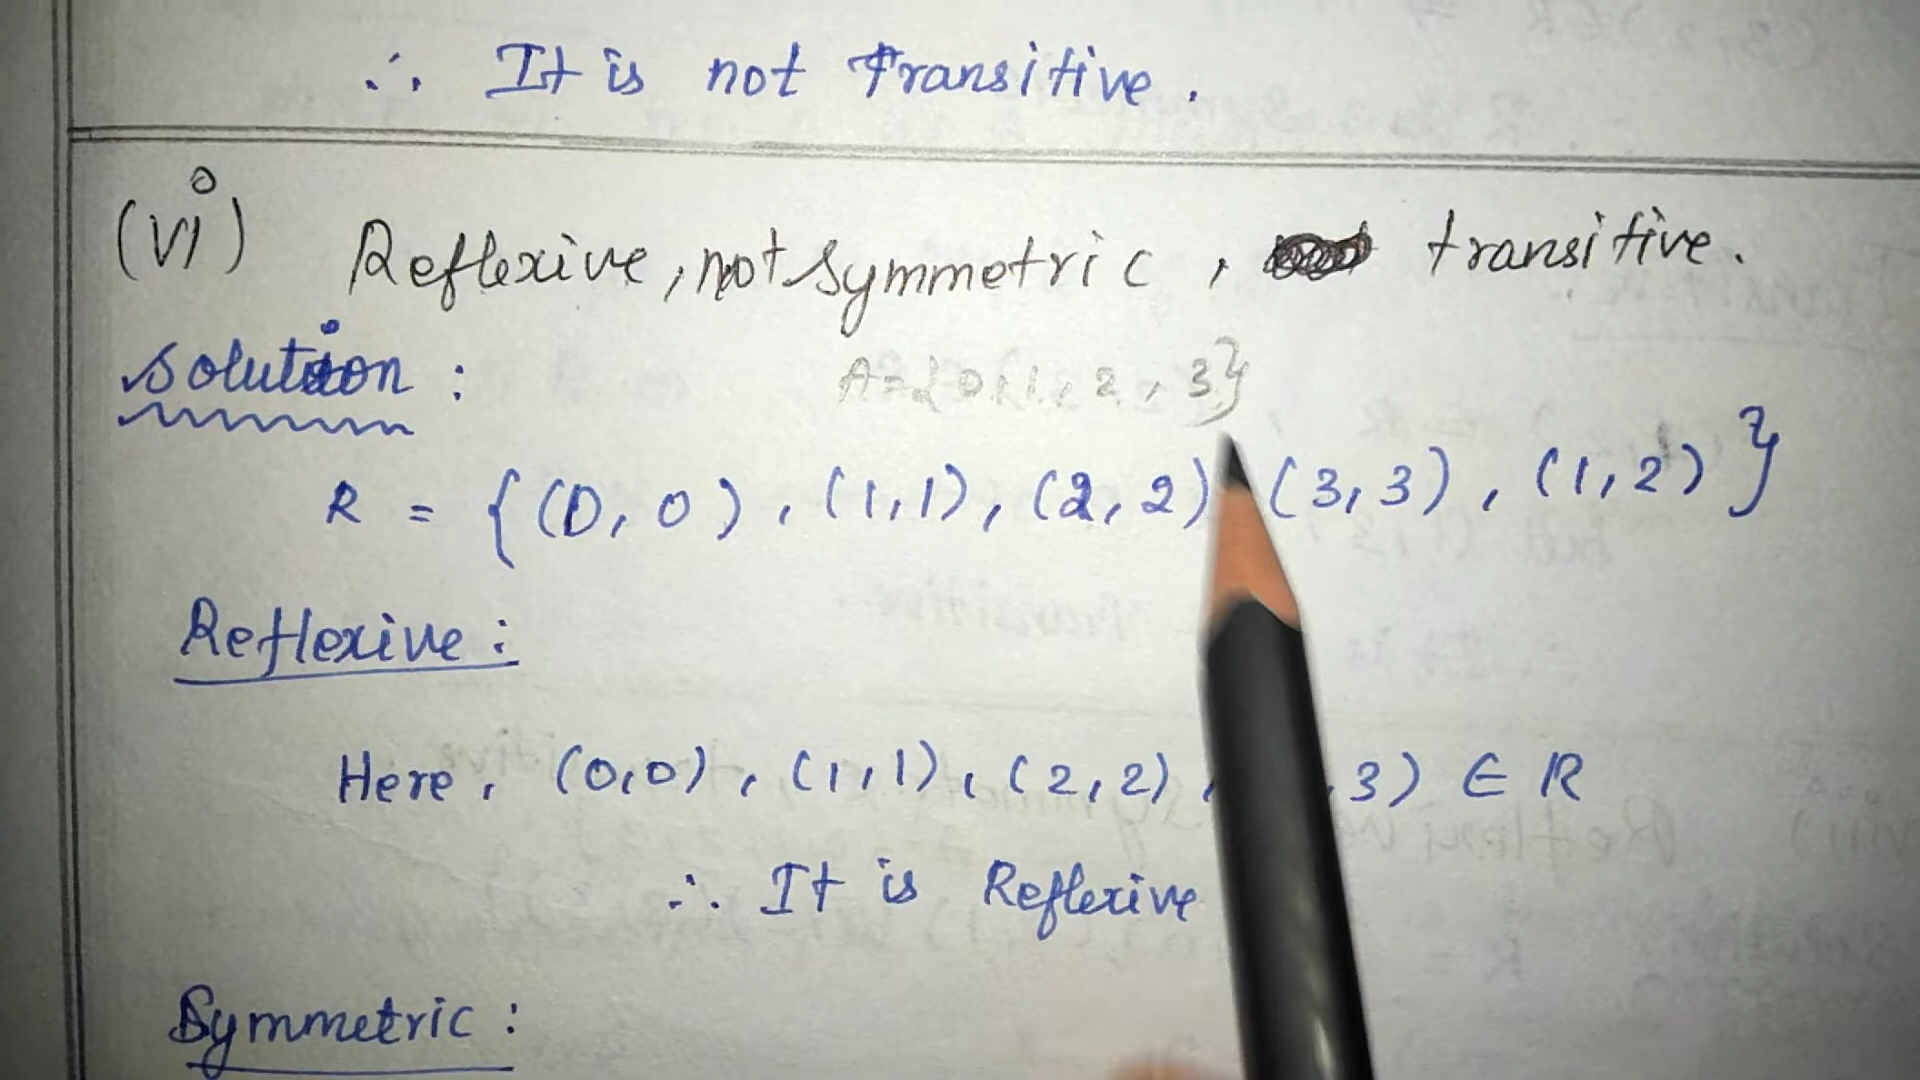 ∴ It is not Transitive.
(vi) Reflexive, not symmetric, transitive.
Solution:
A = {0, 1, 2, 3}
R = {(0, 0), (1, 1), (2, 2) (3, 3), (1, 2)}
Reflexive:
Here, (0, 0), (1, 1), (2, 2), , 3) ∈ R
∴ It is Reflexive
Symmetric: